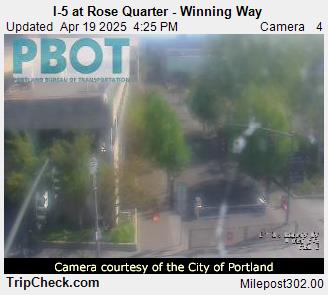 I-5 at Rose Quarter - Winning Way
Updated Apr 19 2025 4:25 PM Camera 4
PBOT
PORTLAND BUREAU OF TRANSPORTATION
Camera courtesy of the City of Portland
TripCheck.com Milepost302.00